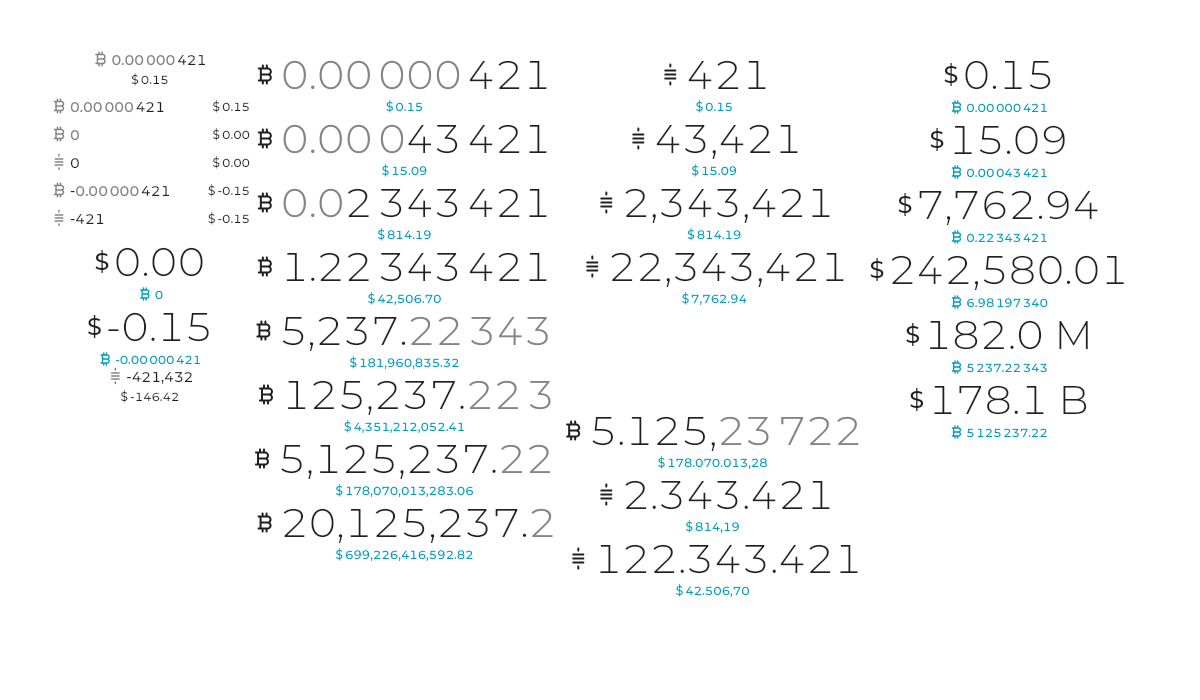 ₿ 0.00 000 421
$ 0.15
₿ 0.00 000 421 $ 0.15
₿ 0 $ 0.00
0 $ 0.00
₿ -0.00 000 421 $ -0.15
-421 $ -0.15
$ 0.00
₿ 0
$ -0.15
₿ -0.00 000 421
-421,432
$ -146.42
₿ 0.00 000 421
$ 0.15
₿ 0.00 043 421
$ 15.09
₿ 0.02 343 421
$ 814.19
₿ 1.22 343 421
$ 42,506.70
₿ 5,237.22 343
$ 181,960,835.32
₿ 125,237.22 3
$ 4,351,212,052.41
₿ 5,125,237.22
$ 178,070,013,283.06
₿ 20,125,237.2
$ 699,226,416,592.82
421
$ 0.15
43,421
$ 15.09
2,343,421
$ 814.19
22,343,421
$ 7,762.94
₿ 5.125,23 722
$ 178.070.013,28
2.343.421
$ 814,19
122.343.421
$ 42.506,70
$ 0.15
₿ 0.00 000 421
$ 15.09
₿ 0.00 043 421
$ 7,762.94
₿ 0.22 343 421
$ 242,580.01
₿ 6.98 197 340
$ 182.0 M
₿ 5 237.22 343
$ 178.1 B
₿ 5 125 237.22